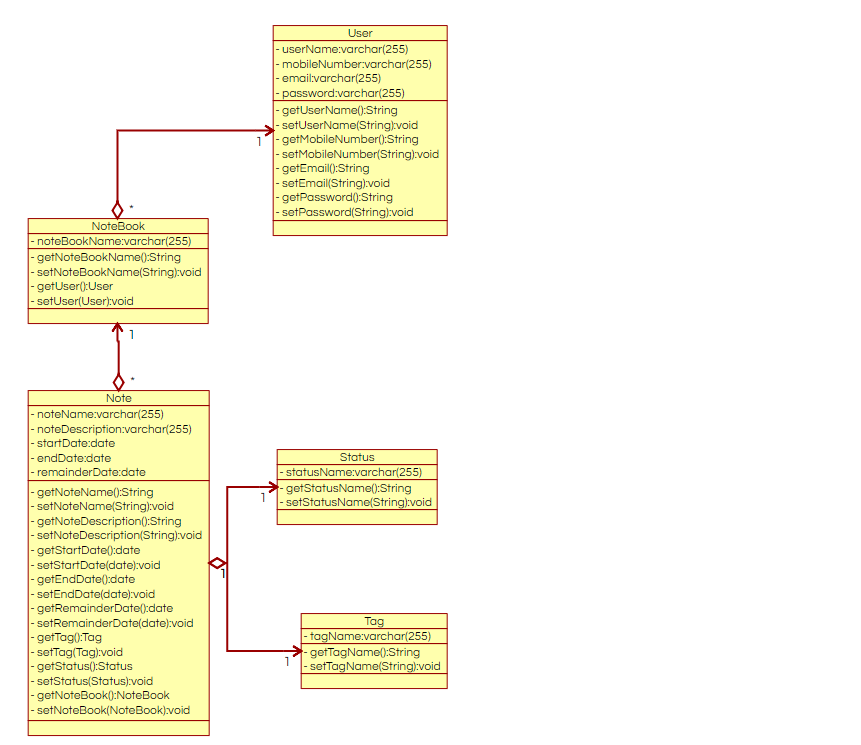 User
- userName:varchar(255)
- mobileNumber:varchar(255)
- email:varchar(255)
- password:varchar(255)
- getUserName():String
- setUserName(String):void
- getMobileNumber():String
- setMobileNumber(String):void
- getEmail():String
- setEmail(String):void
- getPassword():String
- setPassword(String):void
1
*
NoteBook
- noteBookName:varchar(255)
- getNoteBookName():String
- setNoteBookName(String):void
- getUser():User
- setUser(User):void
1
*
Note
- noteName:varchar(255)
- noteDescription:varchar(255)
- startDate:date
- endDate:date
- remainderDate:date
- getNoteName():String
- setNoteName(String):void
- getNoteDescription():String
- setNoteDescription(String):void
- getStartDate():date
- setStartDate(date):void
- getEndDate():date
- setEndDate(date):void
- getRemainderDate():date
- setRemainderDate(date):void
- getTag():Tag
- setTag(Tag):void
- getStatus():Status
- setStatus(Status):void
- getNoteBook():NoteBook
- setNoteBook(NoteBook):void
1
Status
- statusName:varchar(255)
- getStatusName():String
- setStatusName(String):void
1
Tag
- tagName:varchar(255)
- getTagName():String
- setTagName(String):void
1